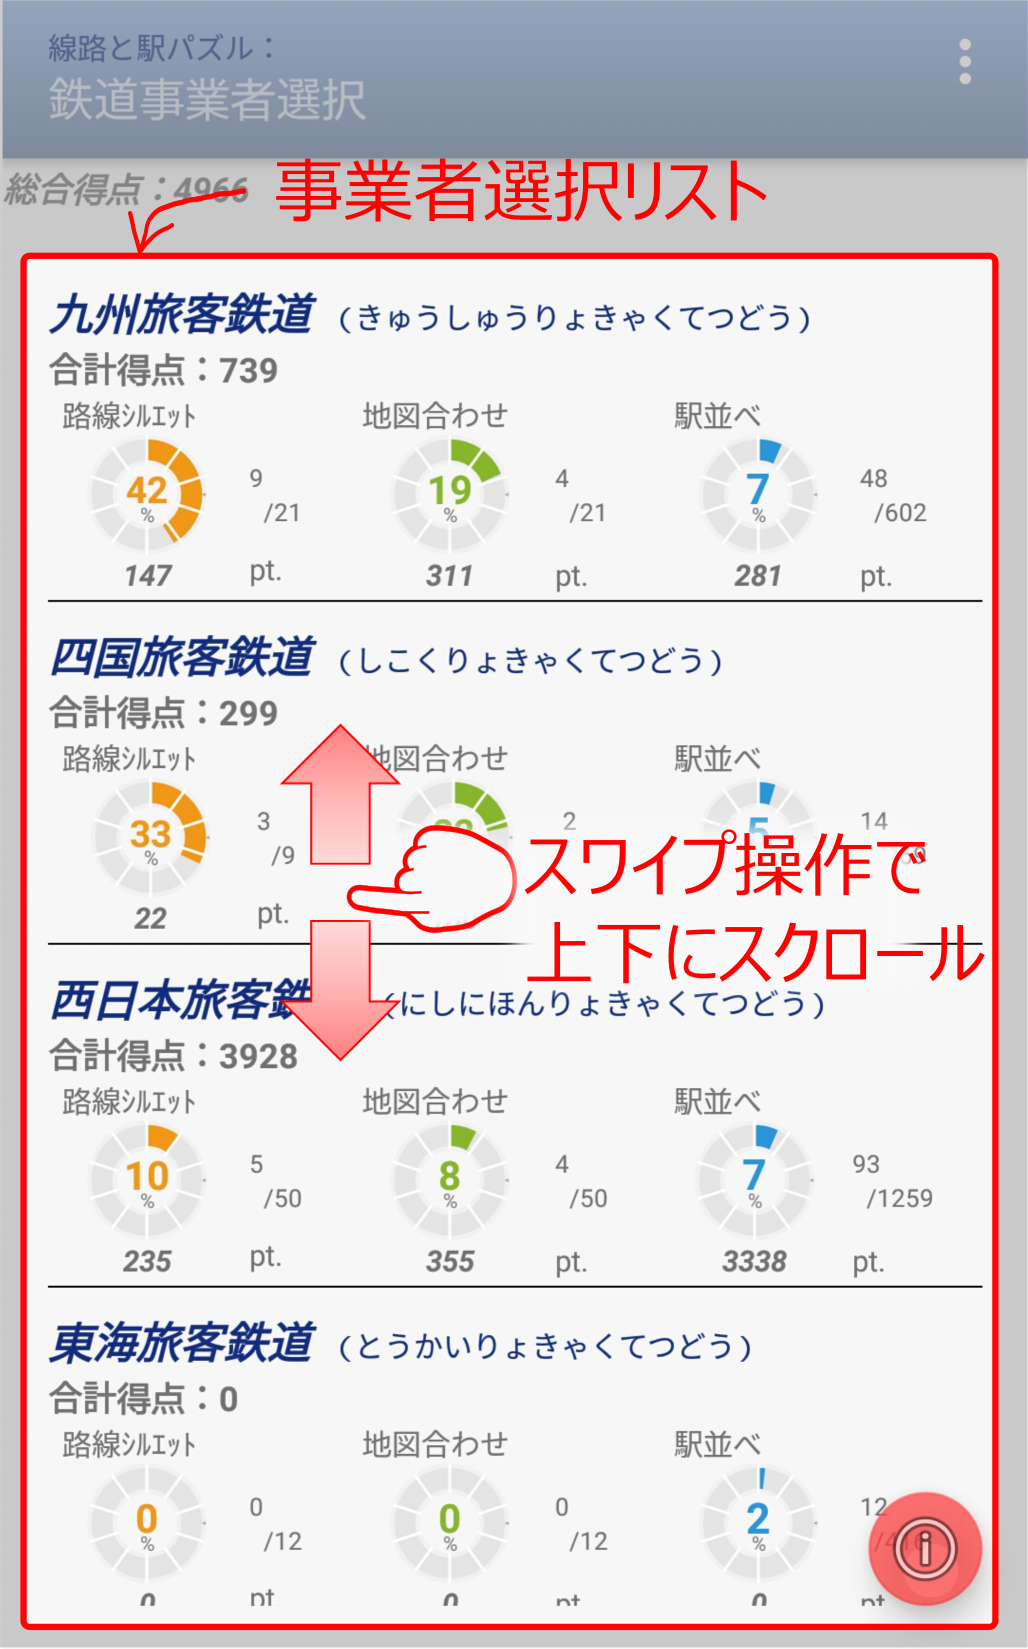 線路と駅パズル：
鉄道事業者選択
総合得点：4966
事業者選択リスト
九州旅客鉄道 （きゅうしゅうりょきゃくてつどう）
合計得点：739
路線ｼﾙｴｯﾄ 地図合わせ 駅並べ
42 % 9 /21 19 % 4 /21 7 % 48 /602
147 pt. 311 pt. 281 pt.
四国旅客鉄道 （しこくりょきゃくてつどう）
合計得点：299
路線ｼﾙｴｯﾄ 地図合わせ 駅並べ
33 % 3 /9 2 5 14
22 pt.
スワイプ操作で
上下にスクロール
西日本旅客鉄 （にしにほんりょきゃくてつどう）
合計得点：3928
路線ｼﾙｴｯﾄ 地図合わせ 駅並べ
10 % 5 /50 8 % 4 /50 7 % 93 /1259
235 pt. 355 pt. 3338 pt.
東海旅客鉄道 （とうかいりょきゃくてつどう）
合計得点：0
路線ｼﾙｴｯﾄ 地図合わせ 駅並べ
0 % 0 /12 0 % 0 /12 2 % 12
0 pt 0 pt 0 pt